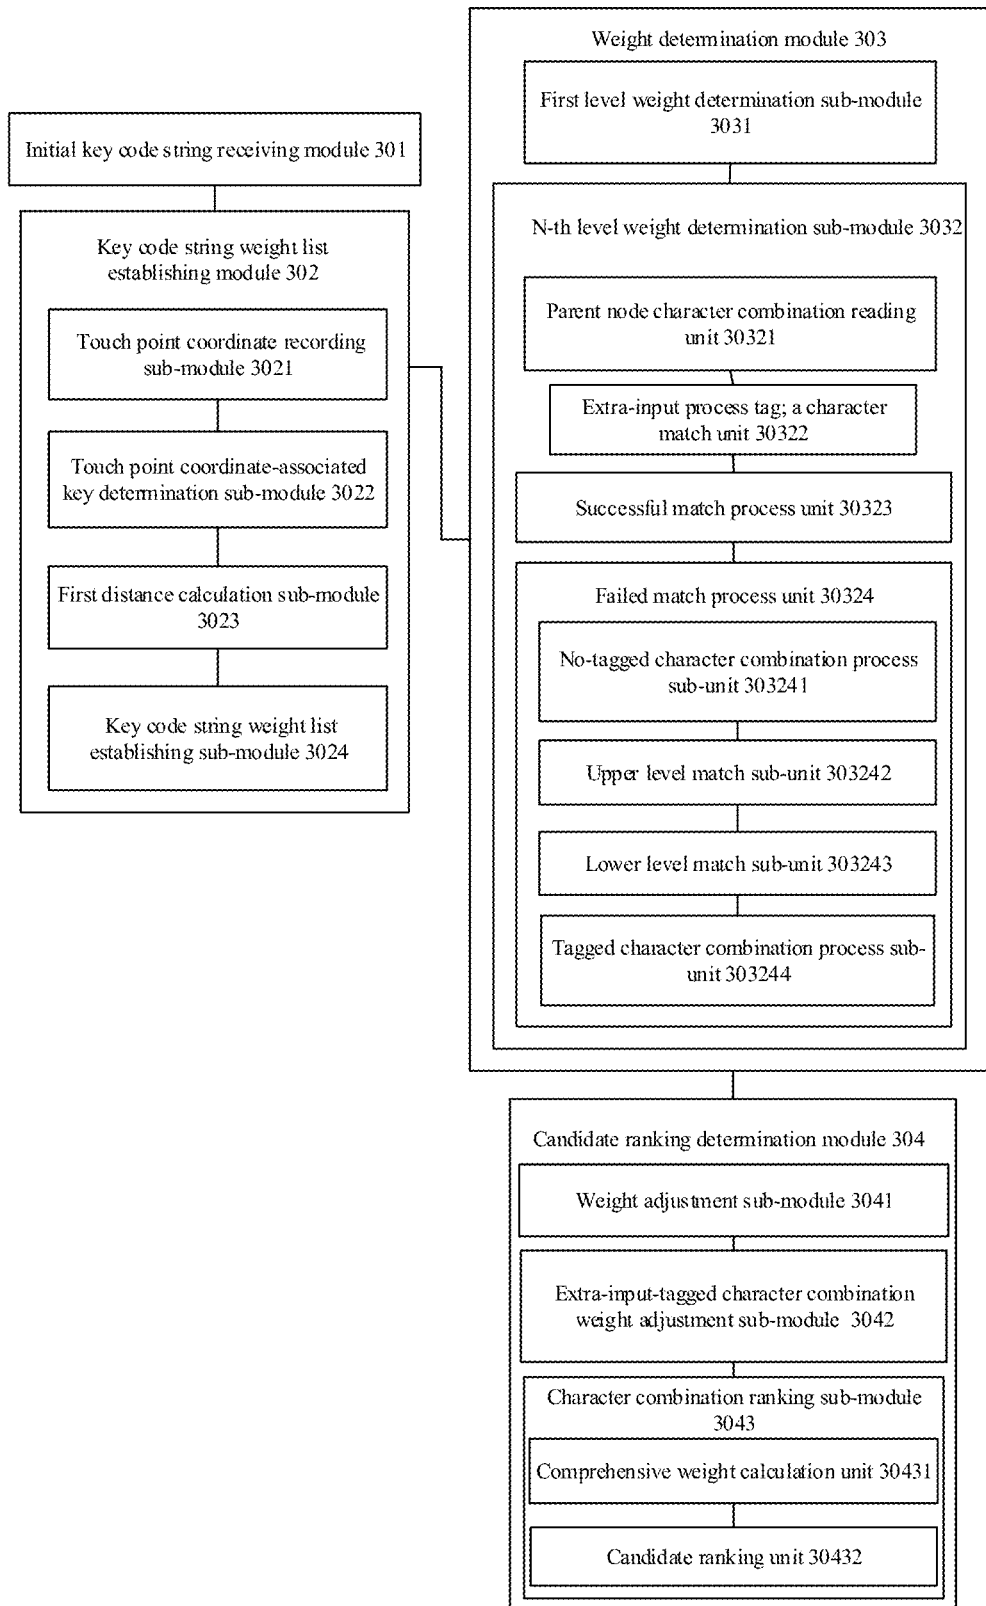 Initial key code string receiving module 301
Key code string weight list
establishing module 302
Touch point coordinate recording
sub-module 3021
Touch point coordinate-associated
key determination sub-module 3022
First distance calculation sub-module
3023
Key code string weight list
establishing sub-module 3024
Weight determination module 303
First level weight determination sub-module
3031
N-th level weight determination sub-module 3032
Parent node character combination reading
unit 30321
Extra-input process tag; a character
match unit 30322
Successful match process unit 30323
Failed match process unit 30324
No-tagged character combination process
sub-unit 303241
Upper level match sub-unit 303242
Lower level match sub-unit 303243
Tagged character combination process sub-
unit 303244
Candidate ranking determination module 304
Weight adjustment sub-module 3041
Extra-input-tagged character combination
weight adjustment sub-module 3042
Character combination ranking sub-module
3043
Comprehensive weight calculation unit 30431
Candidate ranking unit 30432